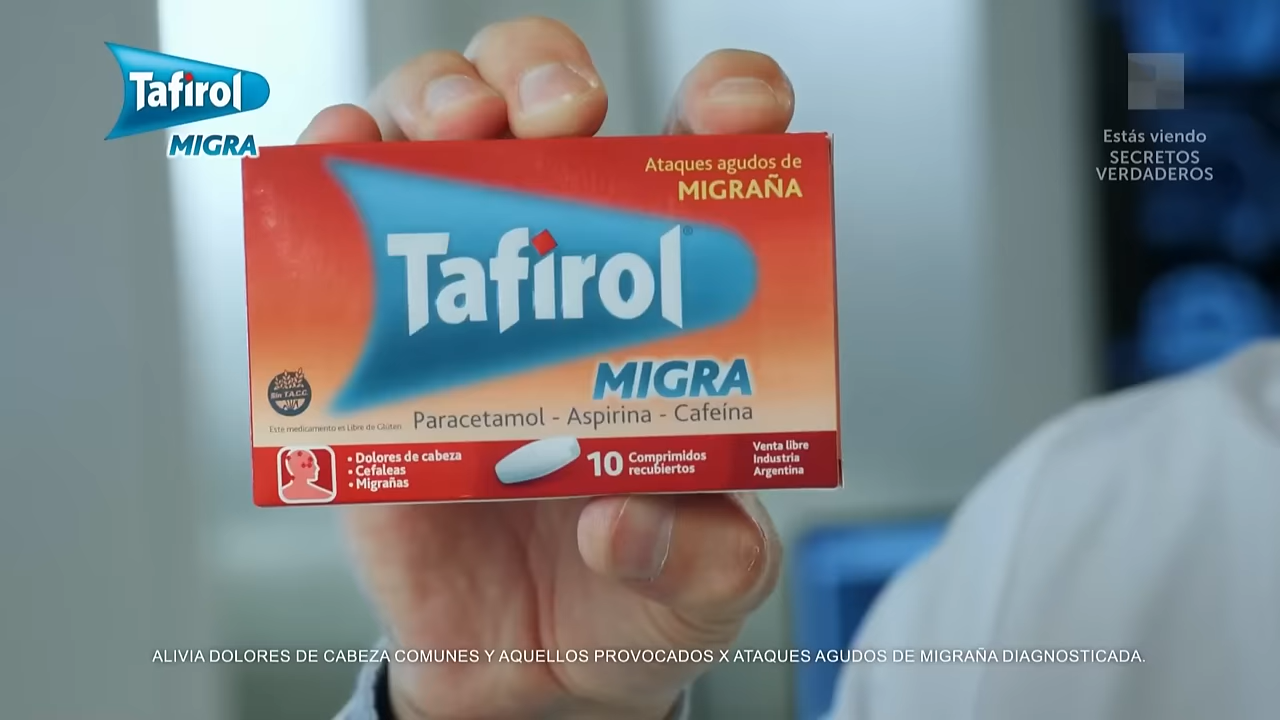 Tafirol
MIGRA
Estás viendo
SECRETOS
VERDADEROS
Ataques agudos de
MIGRAÑA
Tafirol®
MIGRA
Paracetamol - Aspirina - Cafeína
Sin T.A.C.C.
Este medicamento es Libre de Gluten
• Dolores de cabeza
• Cefaleas
• Migrañas
10 Comprimidos
recubiertos
Venta libre
Industria
Argentina
ALIVIA DOLORES DE CABEZA COMUNES Y AQUELLOS PROVOCADOS X ATAQUES AGUDOS DE MIGRAÑA DIAGNOSTICADA.